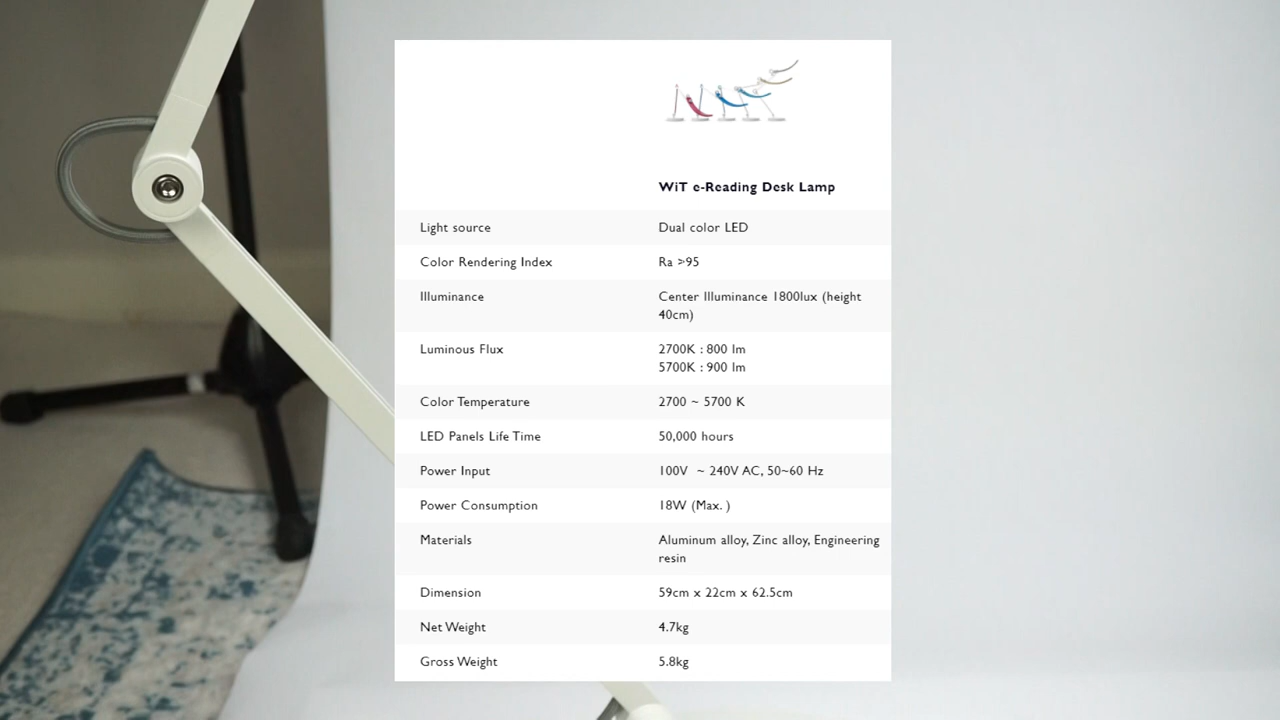 WiT e-Reading Desk Lamp
Light source Dual color LED
Color Rendering Index Ra >95
Illuminance Center Illuminance 1800lux (height
40cm)
Luminous Flux 2700K : 800 lm
5700K : 900 lm
Color Temperature 2700 ~ 5700 K
LED Panels Life Time 50,000 hours
Power Input 100V ~ 240V AC, 50~60 Hz
Power Consumption 18W (Max. )
Materials Aluminum alloy, Zinc alloy, Engineering
resin
Dimension 59cm x 22cm x 62.5cm
Net Weight 4.7kg
Gross Weight 5.8kg